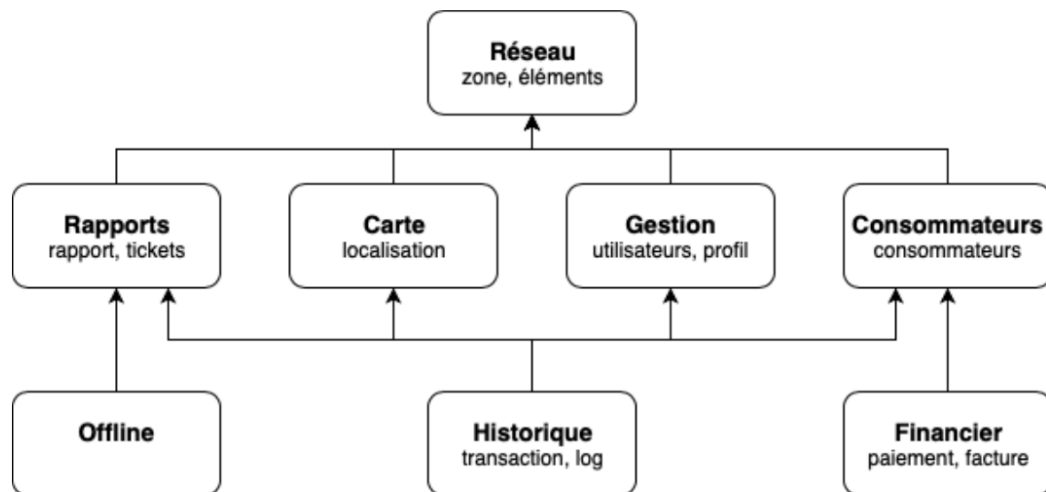 Réseau
zone, éléments
Rapports
rapport, tickets
Carte
localisation
Gestion
utilisateurs, profil
Consommateurs
consommateurs
Offline
Historique
transaction, log
Financier
paiement, facture